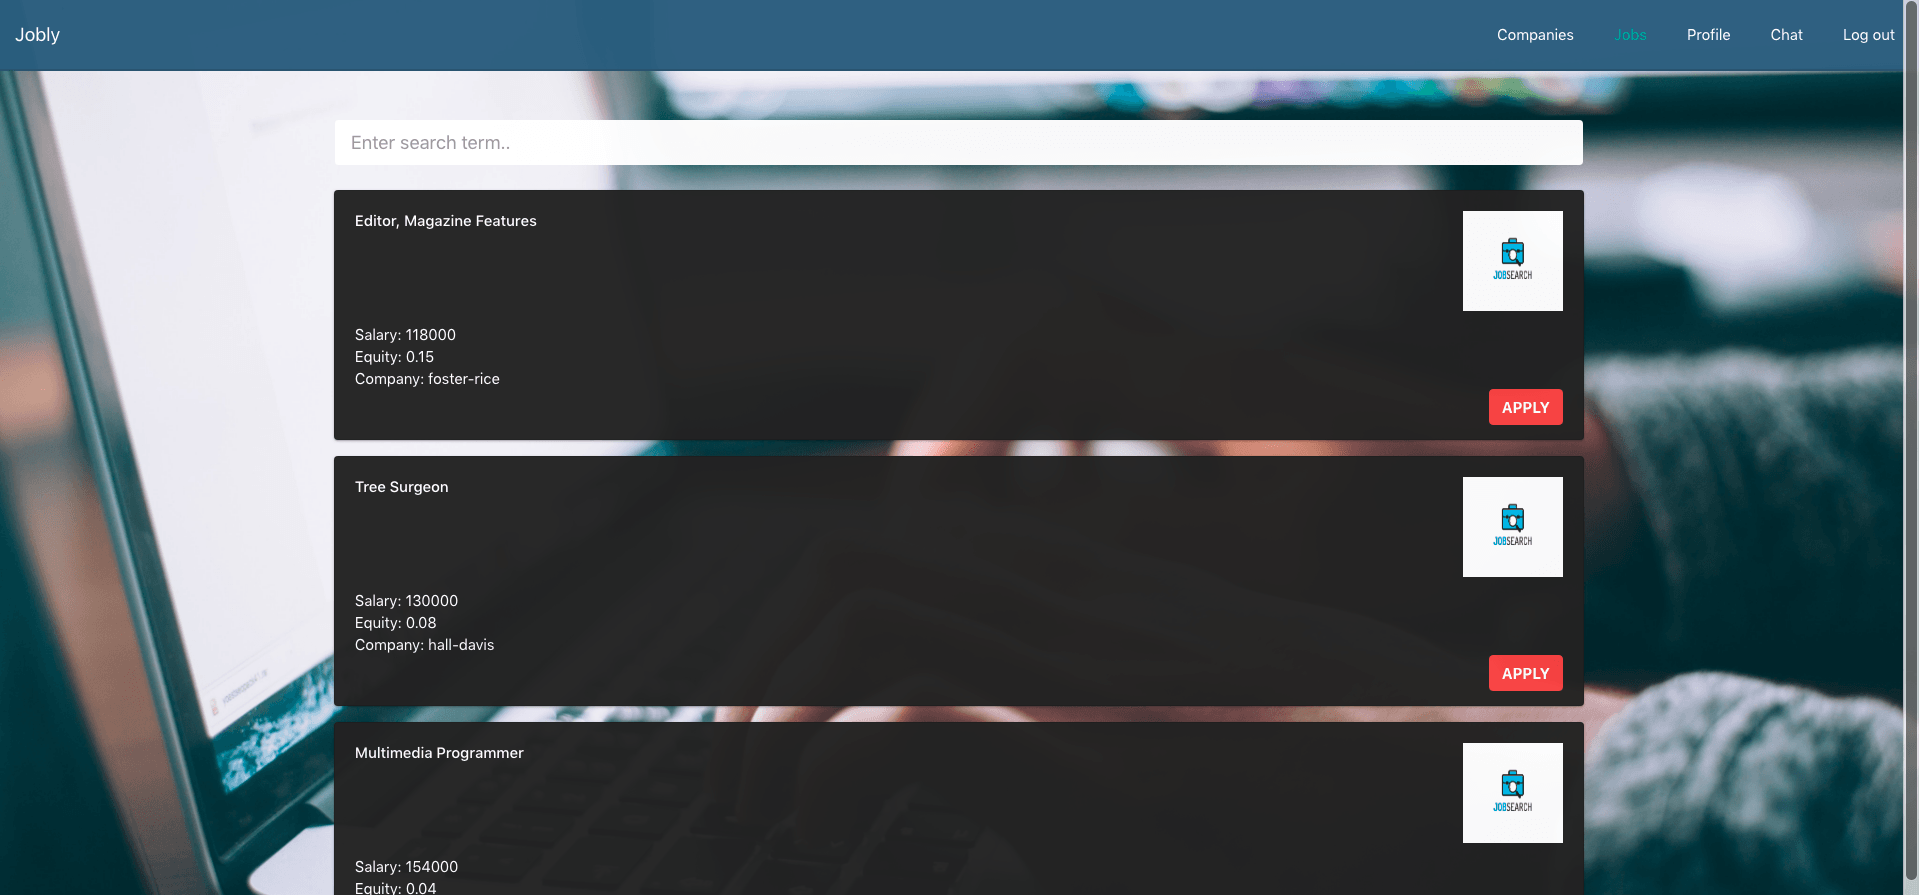 Jobly
Companies
Jobs
Profile
Chat
Log out
Enter search term..
Editor, Magazine Features
JOBSEARCH
Salary: 118000
Equity: 0.15
Company: foster-rice
APPLY
Tree Surgeon
JOBSEARCH
Salary: 130000
Equity: 0.08
Company: hall-davis
APPLY
Multimedia Programmer
JOBSEARCH
Salary: 154000
Equity: 0.04